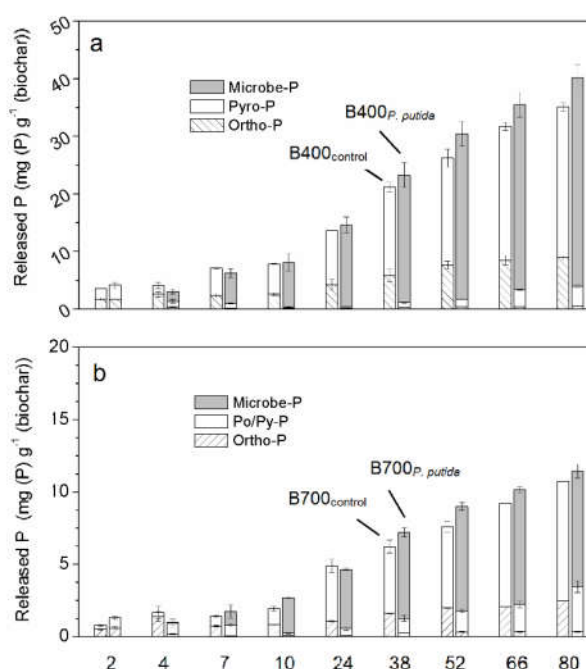 a
50
40
30
20
10
0
Released P (mg (P) g⁻¹ (biochar))
Microbe-P
Pyro-P
Ortho-P
B400control
B400P. putida
b
20
15
10
5
0
Released P (mg (P) g⁻¹ (biochar))
Microbe-P
Po/Py-P
Ortho-P
B700control
B700P. putida
2 4 7 10 24 38 52 66 80